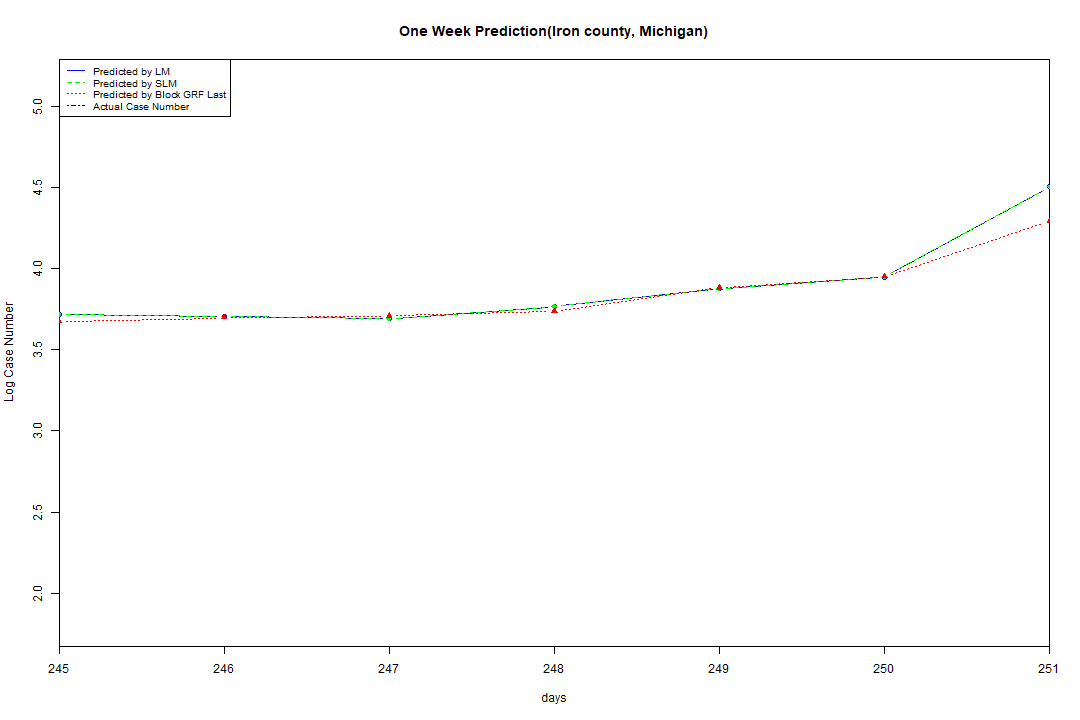 One Week Prediction(Iron county, Michigan)
Predicted by LM
Predicted by SLM
Predicted by Block GRF Last
Actual Case Number
5.0
4.5
4.0
3.5
3.0
2.5
2.0
Log Case Number
245 246 247 248 249 250 251
days